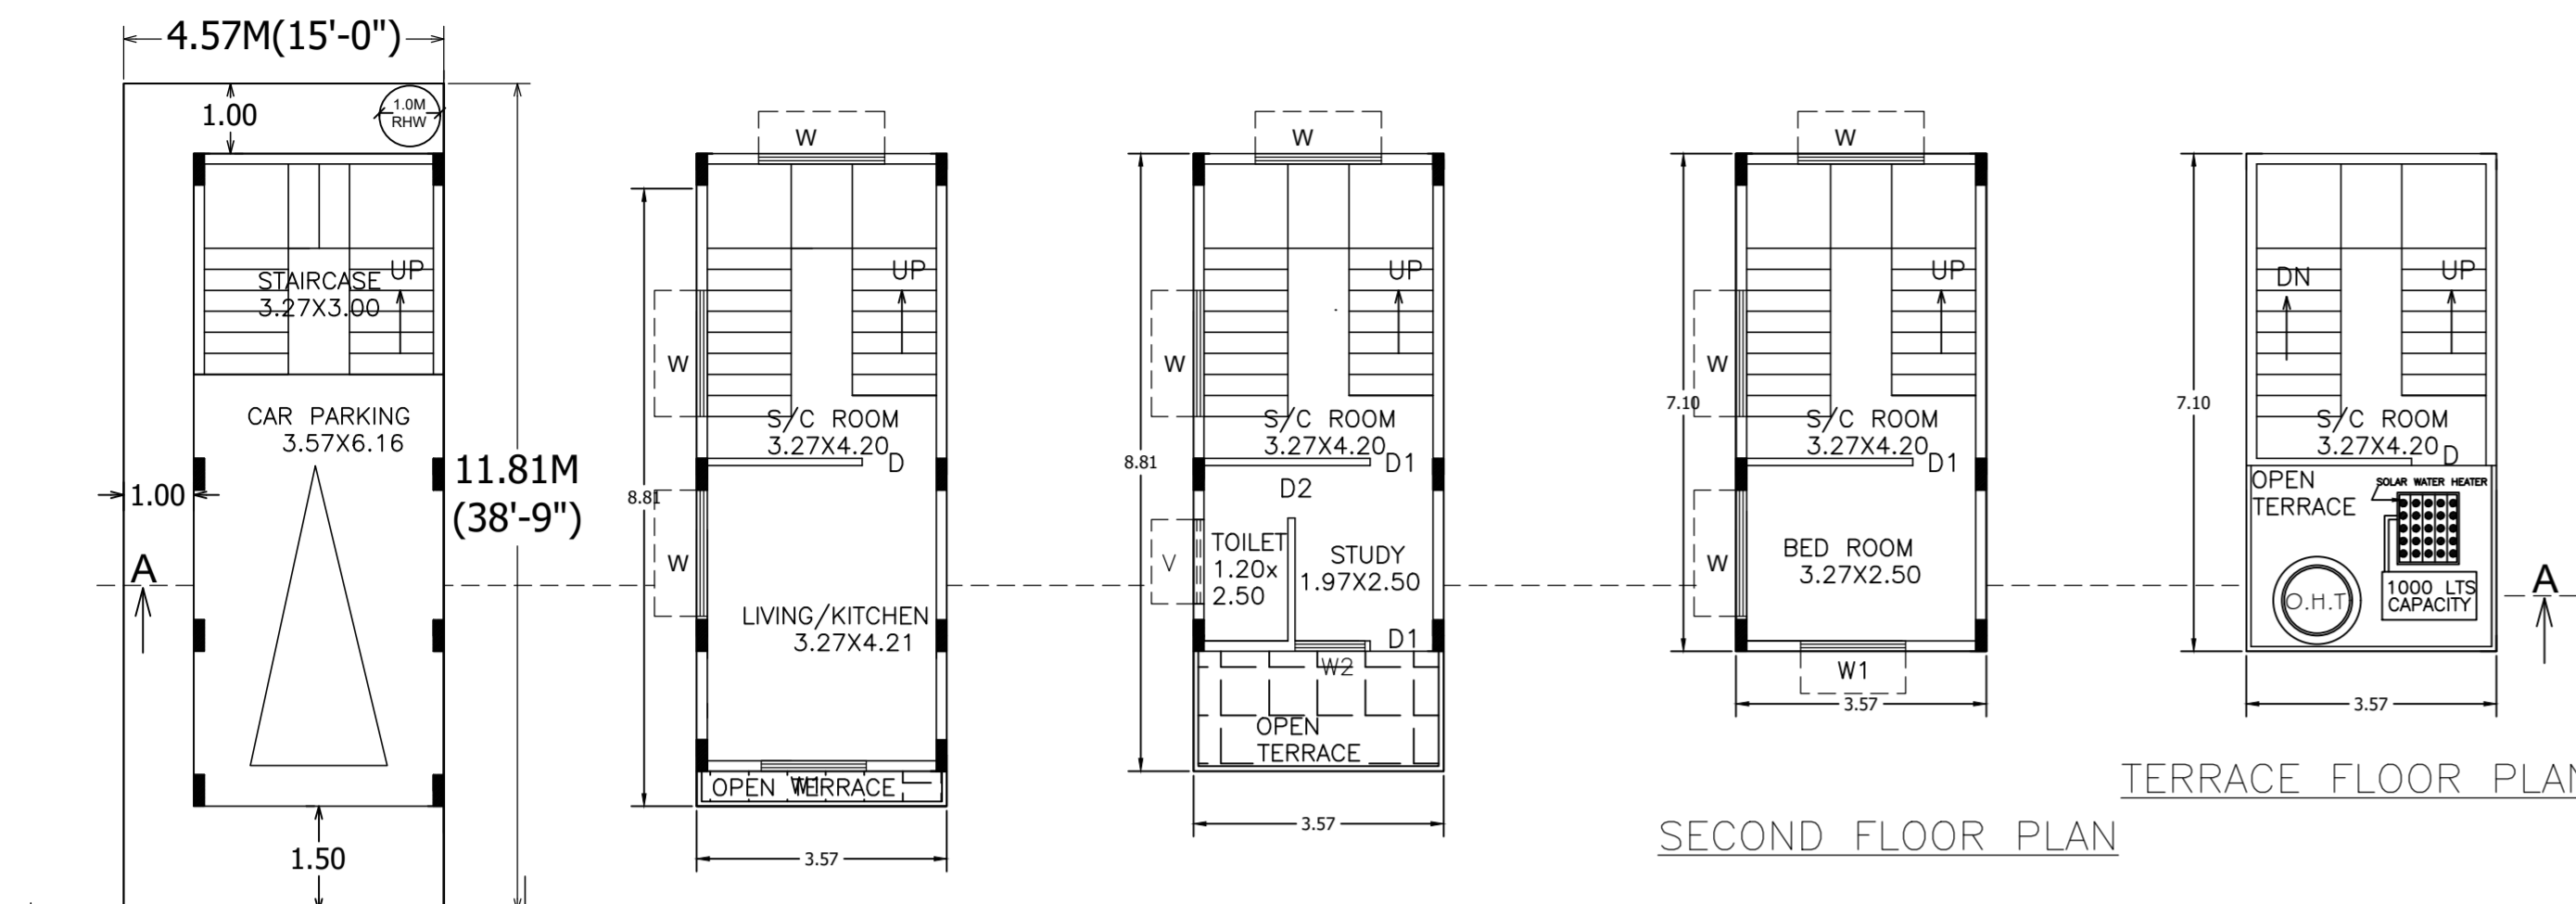 4.57M(15'-0")
1.00
1.0M
RHW
STAIRCASE
3.27X3.00
UP
CAR PARKING
3.57X6.16
1.00
11.81M
(38'-9")
A
1.50
W
UP
W
S/C ROOM
3.27X4.20
D
8.81
W
LIVING/KITCHEN
3.27X4.21
OPEN TERRACE
W1
3.57
W
UP
W
S/C ROOM
3.27X4.20
D1
8.81
D2
V
TOILET
1.20x
2.50
STUDY
1.97X2.50
D1
W2
OPEN
TERRACE
3.57
W
UP
W
7.10
S/C ROOM
3.27X4.20
D1
W
BED ROOM
3.27X2.50
W1
3.57
SECOND FLOOR PLAN
DN
UP
7.10
S/C ROOM
3.27X4.20
D
OPEN
TERRACE
SOLAR WATER HEATER
O.H.T
1000 LTS
CAPACITY
A
3.57
TERRACE FLOOR PLAN